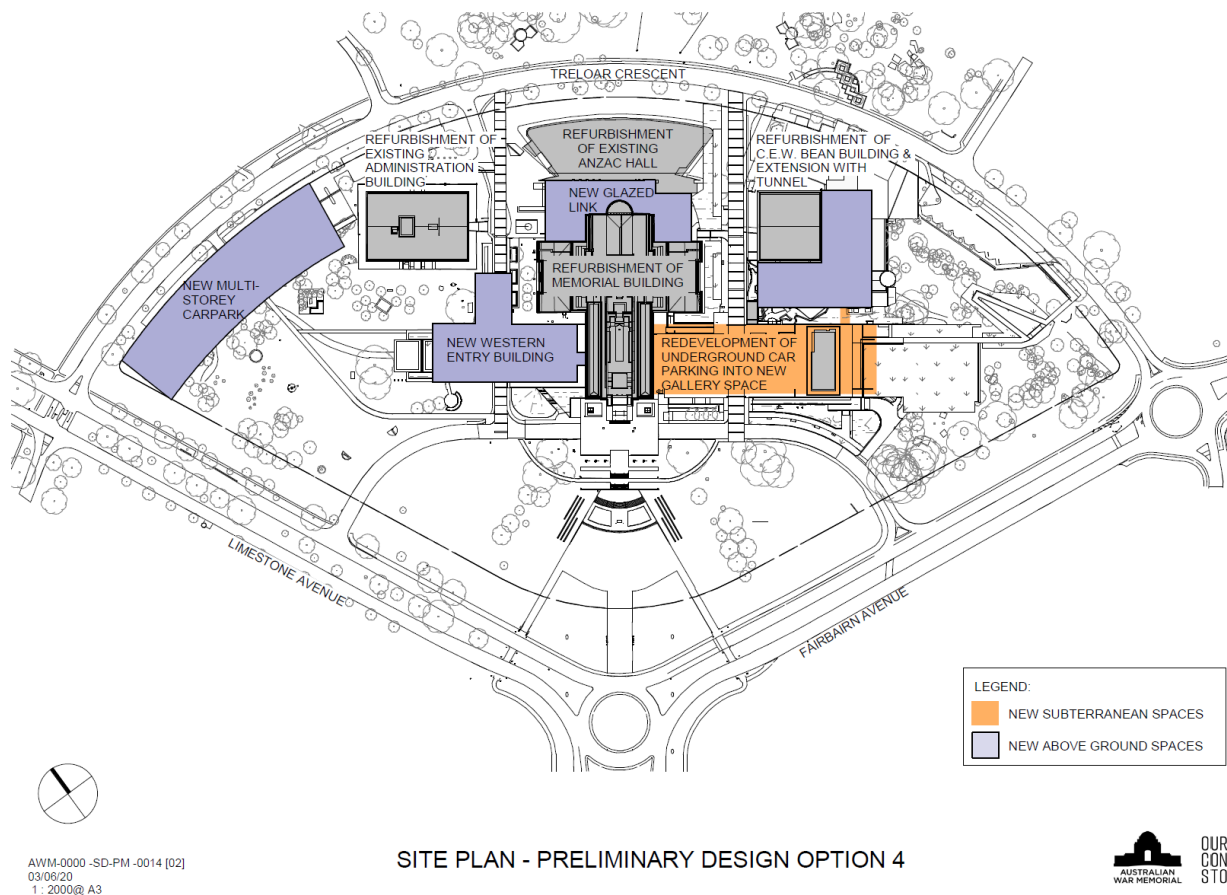 TRELOAR CRESCENT
REFURBISHMENT OF
EXISTING
ADMINISTRATION
BUILDING
REFURBISHMENT
OF EXISTING
ANZAC HALL
REFURBISHMENT OF
C.E.W. BEAN BUILDING &
EXTENSION WITH
TUNNEL
NEW GLAZED
LINK
REFURBISHMENT OF
MEMORIAL BUILDING
NEW MULTI-
STOREY
CARPARK
NEW WESTERN
ENTRY BUILDING
REDEVELOPMENT OF
UNDERGROUND CAR
PARKING INTO NEW
GALLERY SPACE
LIMESTONE AVENUE
FAIRBAIRN AVENUE
LEGEND:
NEW SUBTERRANEAN SPACES
NEW ABOVE GROUND SPACES
AWM-0000 -SD-PM -0014 [02]
03/06/20
1 : 2000@ A3
SITE PLAN - PRELIMINARY DESIGN OPTION 4
AUSTRALIAN
WAR MEMORIAL
OUR
CON
STO